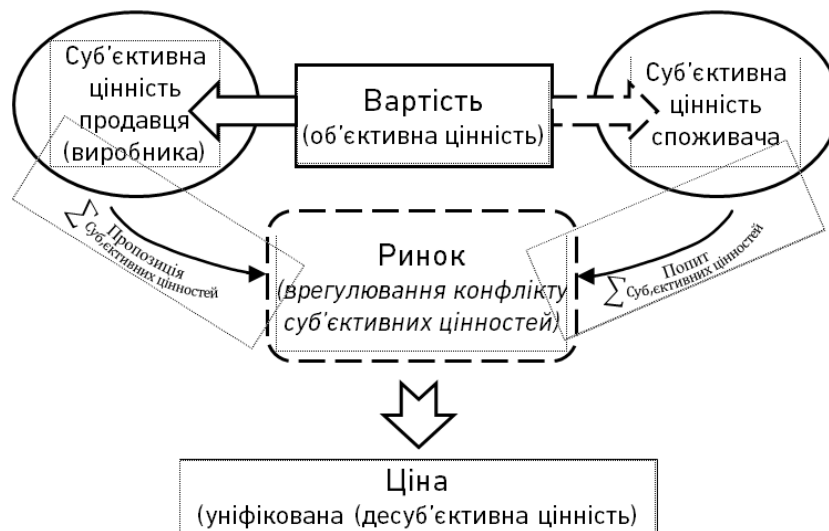 Суб’єктивна
цінність
продавця
(виробника)
Вартість
(об’єктивна цінність)
Суб’єктивна
цінність
споживача
∑ Пропозиція
Суб,єктивних цінностей
Ринок
(врегулювання конфлікту
суб’єктивних цінностей)
∑ Попит
Суб,єктивних цінностей
Ціна
(уніфікована (десуб’єктивна цінність)